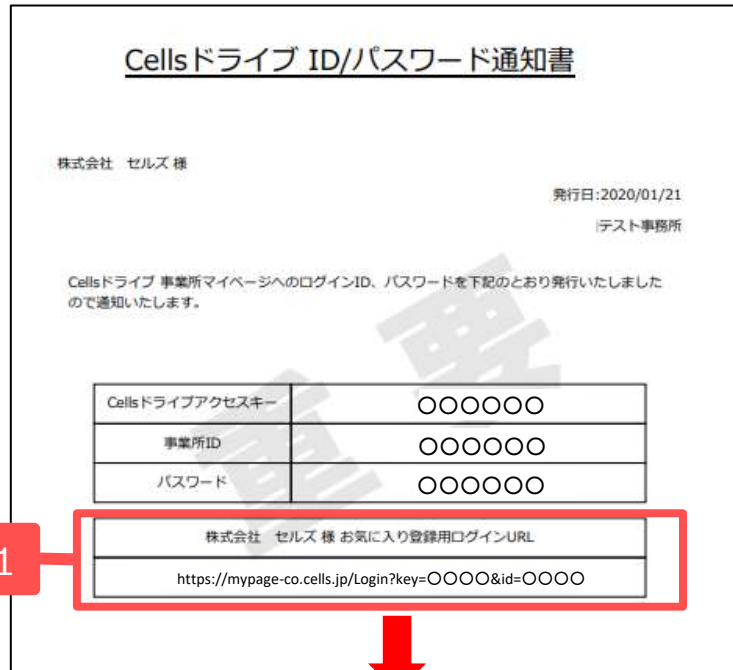 Cellsドライブ ID/パスワード通知書
株式会社　セルズ 様
発行日:2020/01/21
テスト事務所
Cellsドライブ 事業所マイページへのログインID、パスワードを下記のとおり発行いたしました
ので通知いたします。
重要
Cellsドライブアクセスキー 〇〇〇〇〇〇
事業所ID 〇〇〇〇〇〇
パスワード 〇〇〇〇〇〇
1
株式会社　セルズ 様 お気に入り登録用ログインURL
https://mypage-co.cells.jp/Login?key=〇〇〇〇&id=〇〇〇〇